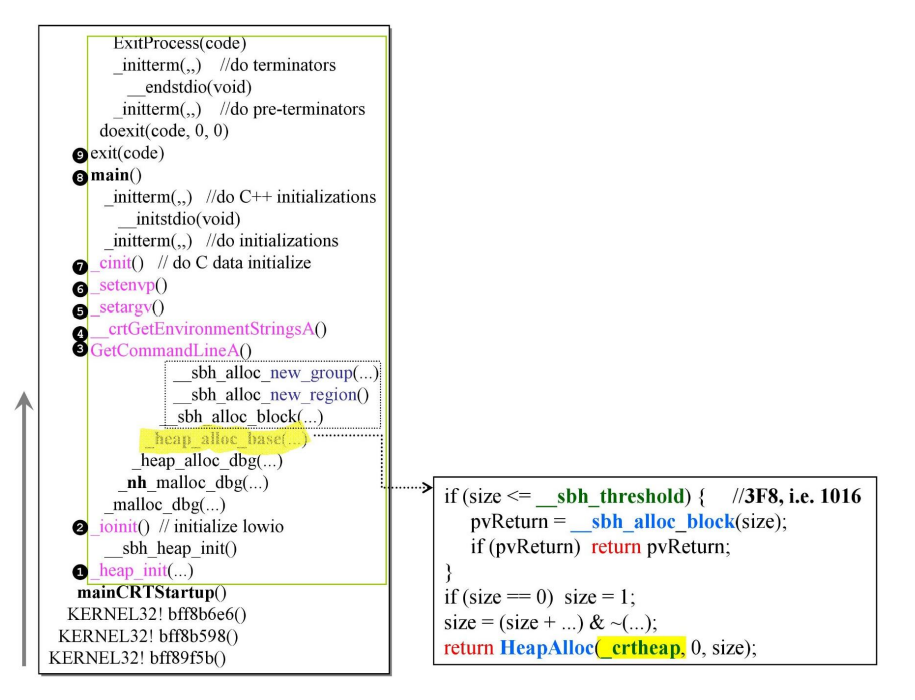 ExitProcess(code)
_initterm(,,) //do terminators
__endstdio(void)
_initterm(,,) //do pre-terminators
doexit(code, 0, 0)
❾ exit(code)
❽ main()
_initterm(,,) //do C++ initializations
__initstdio(void)
_initterm(,,) //do initializations
❼ _cinit() // do C data initialize
❻ _setenvp()
❺ _setargv()
❹ __crtGetEnvironmentStringsA()
❸ GetCommandLineA()
__sbh_alloc_new_group(...)
__sbh_alloc_new_region()
__sbh_alloc_block(...)
_heap_alloc_base(...)
_heap_alloc_dbg(...)
_nh_malloc_dbg(...)
_malloc_dbg(...)
❷ _ioinit() // initialize lowio
__sbh_heap_init()
❶ _heap_init(...)
mainCRTStartup()
KERNEL32! bff8b6e6()
KERNEL32! bff8b598()
KERNEL32! bff89f5b()
if (size <= __sbh_threshold) { //3F8, i.e. 1016
pvReturn = __sbh_alloc_block(size);
if (pvReturn) return pvReturn;
}
if (size == 0) size = 1;
size = (size + ...) & ~(...);
return HeapAlloc(_crtheap, 0, size);